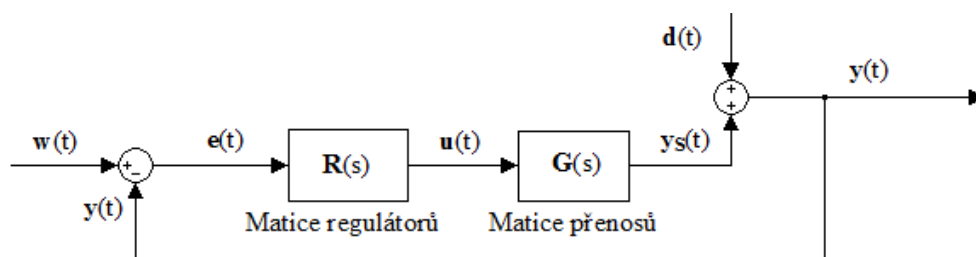 d(t)
y(t)
w(t)
e(t)
u(t)
yS(t)
+
+
+
−
R(s)
G(s)
y(t)
Matice regulátorů
Matice přenosů